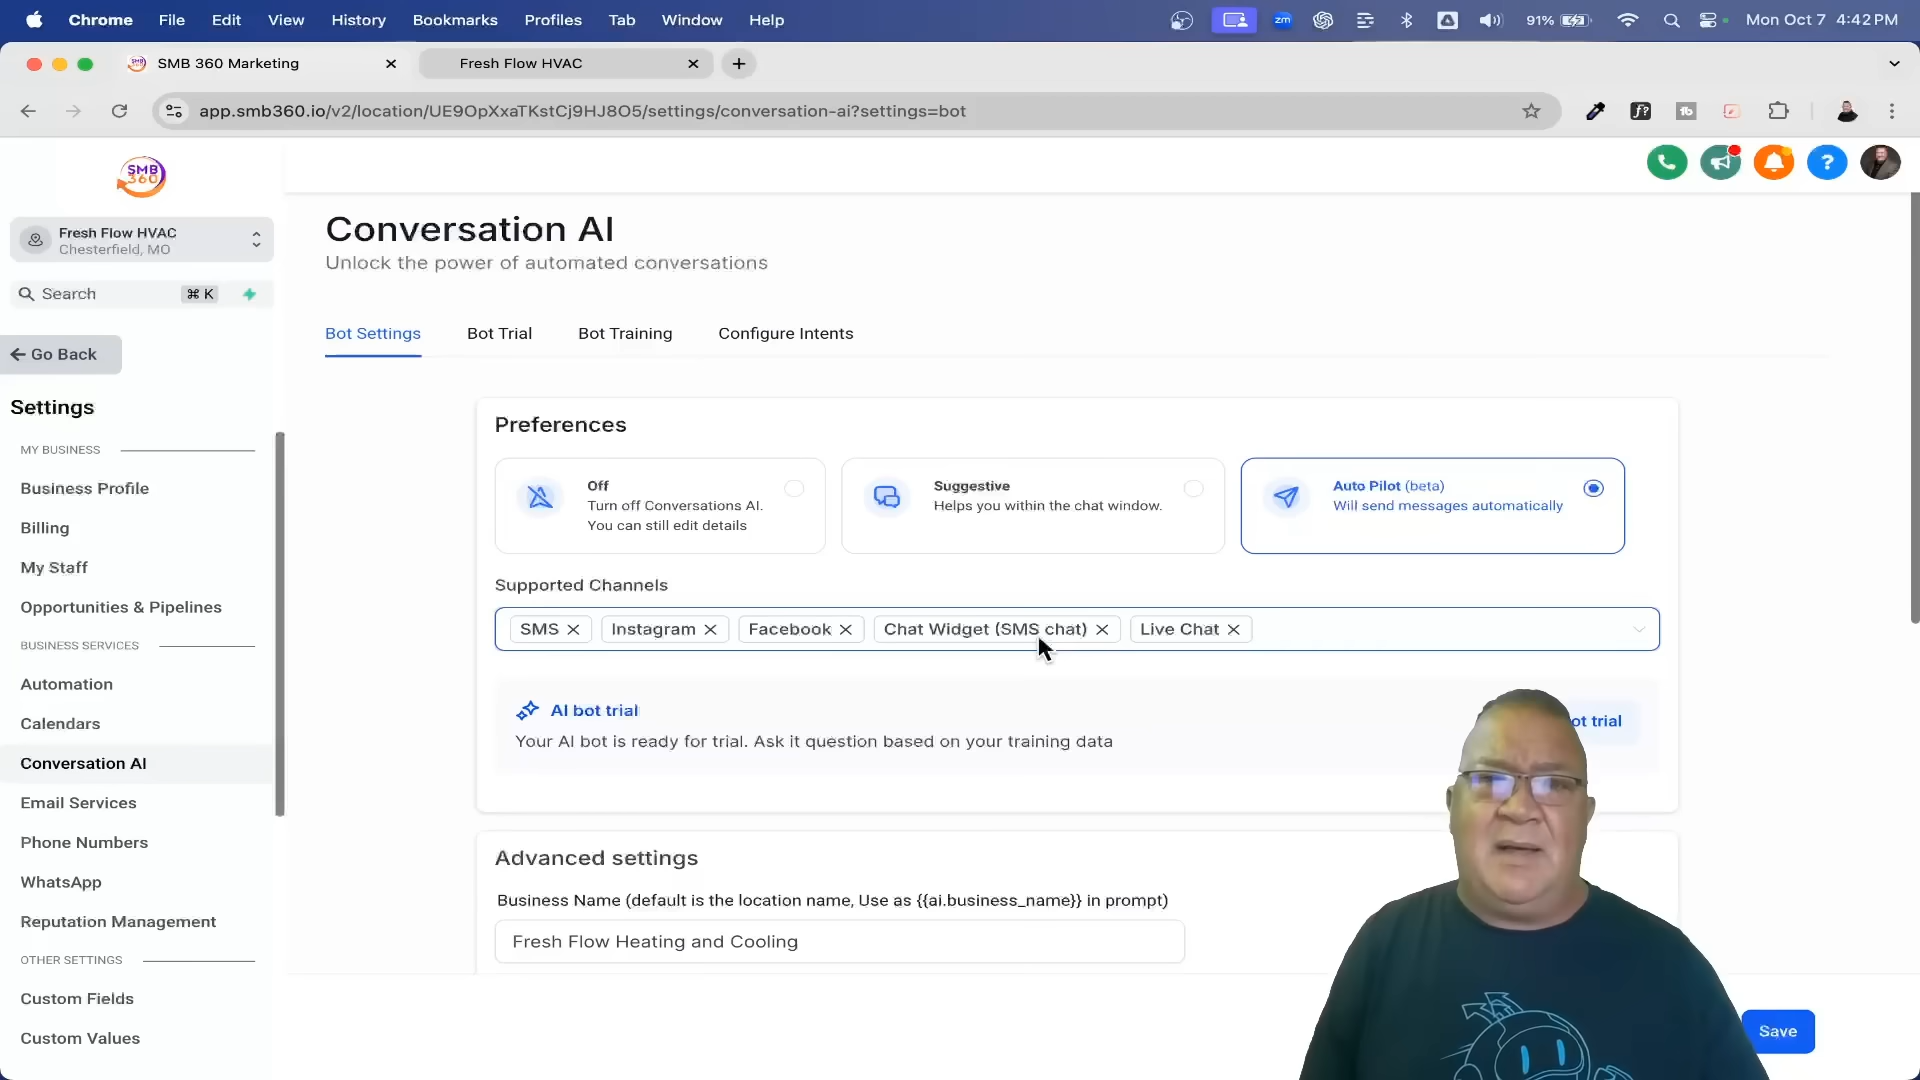 Chrome File Edit View History Bookmarks Profiles Tab Window Help zm 91% Mon Oct 7 4:42 PM
SMB 360 Marketing Fresh Flow HVAC
app.smb360.io/v2/location/UE9OpXxaTKstCj9HJ8O5/settings/conversation-ai?settings=bot
SMB
360
Fresh Flow HVAC
Chesterfield, MO
Search ⌘ K
Go Back
Settings
MY BUSINESS
Business Profile
Billing
My Staff
Opportunities & Pipelines
BUSINESS SERVICES
Automation
Calendars
Conversation AI
Email Services
Phone Numbers
WhatsApp
Reputation Management
OTHER SETTINGS
Custom Fields
Custom Values
Conversation AI
Unlock the power of automated conversations
Bot Settings Bot Trial Bot Training Configure Intents
Preferences
Off
Turn off Conversations AI.
You can still edit details
Suggestive
Helps you within the chat window.
Auto Pilot (beta)
Will send messages automatically
Supported Channels
SMS Instagram Facebook Chat Widget (SMS chat) Live Chat
AI bot trial
Your AI bot is ready for trial. Ask it question based on your training data
ot trial
Advanced settings
Business Name (default is the location name, Use as {{ai.business_name}} in prompt)
Fresh Flow Heating and Cooling
Save